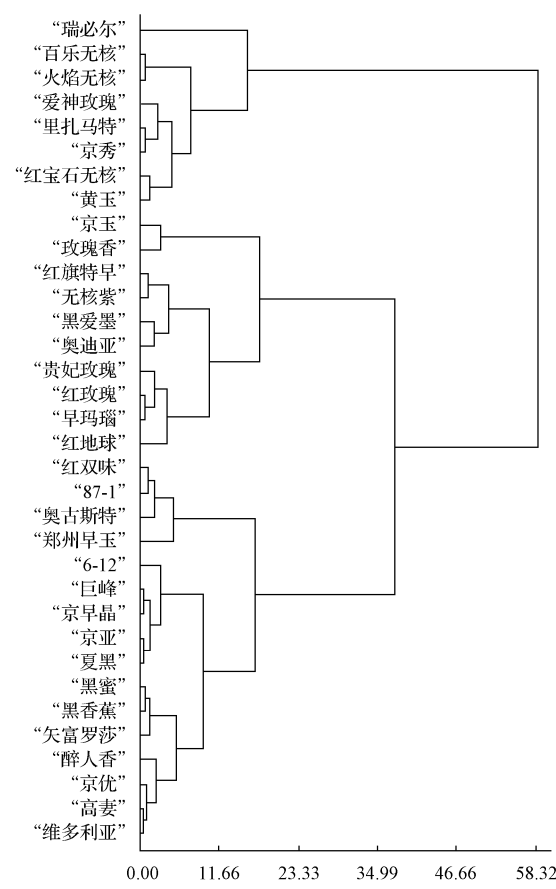 “瑞必尔”
“百乐无核”
“火焰无核”
“爱神玫瑰”
“里扎马特”
“京秀”
“红宝石无核”
“黄玉”
“京玉”
“玫瑰香”
“红旗特早”
“无核紫”
“黑爱墨”
“奥迪亚”
“贵妃玫瑰”
“红玫瑰”
“早玛瑙”
“红地球”
“红双味”
“87-1”
“奥古斯特”
“郑州早玉”
“6-12”
“巨峰”
“京早晶”
“京亚”
“夏黑”
“黑蜜”
“黑香蕉”
“矢富罗莎”
“醉人香”
“京优”
“高妻”
“维多利亚”
0.00 11.66 23.33 34.99 46.66 58.32